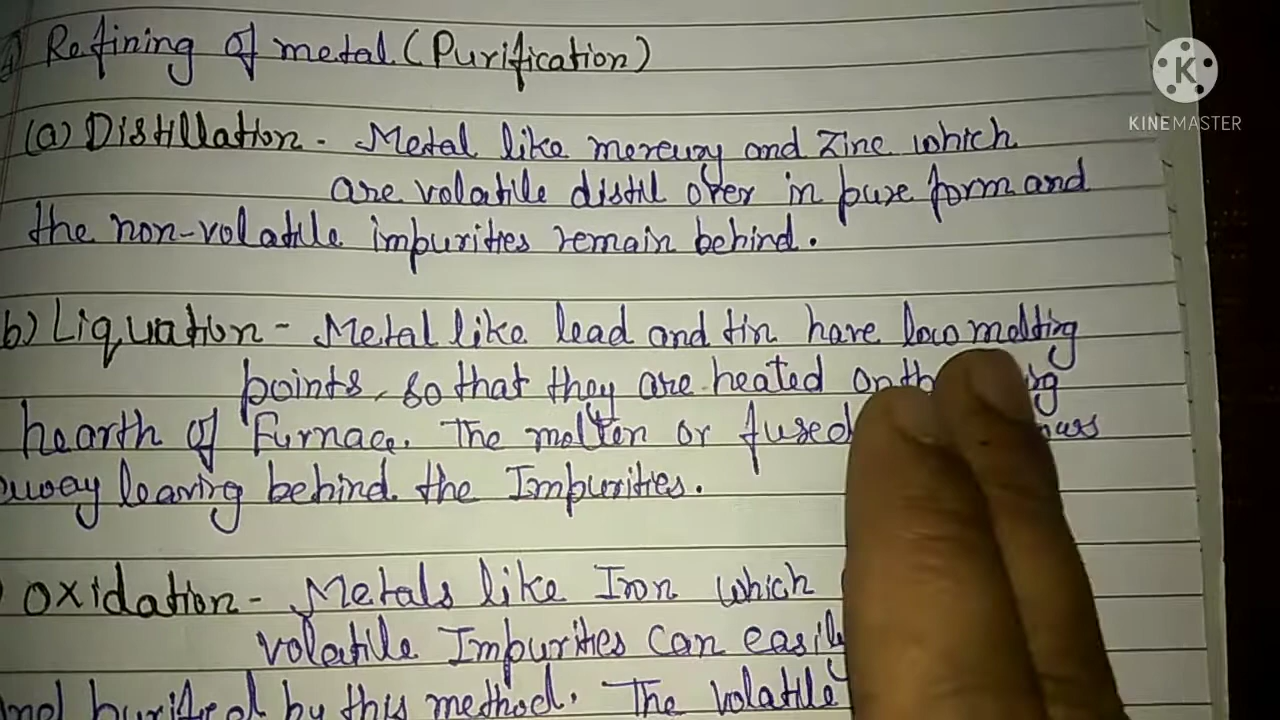 Refining of metal (Purification)
KINEMASTER
(a) Distillation - Metal like mercury and Zinc which
are volatile distil over in pure form and
the non-volatile impurities remain behind.
b) Liquation - Metal like lead and tin have low melting
points, so that they are heated on
hearth of Furnace. The molten or fused
away leaving behind the Impurities.
Oxidation - Metals like Iron which
volatile Impurities can
purified by this method. The volatile